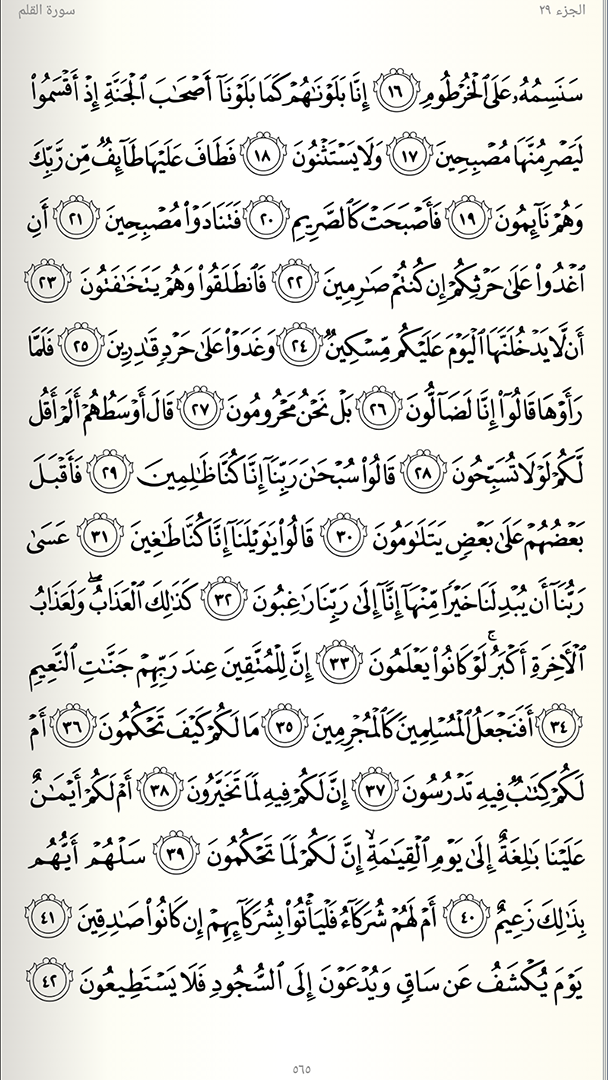 الجزء ٢٩
سورة القلم
سَنَسِمُهُۥ عَلَى ٱلْخُرْطُومِ ١٦ إِنَّا بَلَوْنَـٰهُمْ كَمَا بَلَوْنَآ أَصْحَـٰبَ ٱلْجَنَّةِ إِذْ أَقْسَمُوا۟
لَيَصْرِمُنَّهَا مُصْبِحِينَ ١٧ وَلَا يَسْتَثْنُونَ ١٨ فَطَافَ عَلَيْهَا طَآئِفٌ مِّن رَّبِّكَ
وَهُمْ نَآئِمُونَ ١٩ فَأَصْبَحَتْ كَٱلصَّرِيمِ ٢٠ فَتَنَادَوْا۟ مُصْبِحِينَ ٢١ أَنِ
ٱغْدُوا۟ عَلَىٰ حَرْثِكُمْ إِن كُنتُمْ صَـٰرِمِينَ ٢٢ فَٱنطَلَقُوا۟ وَهُمْ يَتَخَـٰفَتُونَ ٢٣
أَن لَّا يَدْخُلَنَّهَا ٱلْيَوْمَ عَلَيْكُم مِّسْكِينٌ ٢٤ وَغَدَوْا۟ عَلَىٰ حَرْدٍ قَـٰدِرِينَ ٢٥ فَلَمَّا
رَأَوْهَا قَالُوٓا۟ إِنَّا لَضَآلُّونَ ٢٦ بَلْ نَحْنُ مَحْرُومُونَ ٢٧ قَالَ أَوْسَطُهُمْ أَلَمْ أَقُل
لَّكُمْ لَوْلَا تُسَبِّحُونَ ٢٨ قَالُوا۟ سُبْحَـٰنَ رَبِّنَآ إِنَّا كُنَّا ظَـٰلِمِينَ ٢٩ فَأَقْبَلَ
بَعْضُهُمْ عَلَىٰ بَعْضٍ يَتَلَـٰوَمُونَ ٣٠ قَالُوا۟ يَـٰوَيْلَنَآ إِنَّا كُنَّا طَـٰغِينَ ٣١ عَسَىٰ
رَبُّنَآ أَن يُبْدِلَنَا خَيْرًا مِّنْهَآ إِنَّآ إِلَىٰ رَبِّنَا رَٰغِبُونَ ٣٢ كَذَٰلِكَ ٱلْعَذَابُ ۖ وَلَعَذَابُ
ٱلْـَٔاخِرَةِ أَكْبَرُ ۚ لَوْ كَانُوا۟ يَعْلَمُونَ ٣٣ إِنَّ لِلْمُتَّقِينَ عِندَ رَبِّهِمْ جَنَّـٰتِ ٱلنَّعِيمِ
٣٤ أَفَنَجْعَلُ ٱلْمُسْلِمِينَ كَٱلْمُجْرِمِينَ ٣٥ مَا لَكُمْ كَيْفَ تَحْكُمُونَ ٣٦ أَمْ
لَكُمْ كِتَـٰبٌ فِيهِ تَدْرُسُونَ ٣٧ إِنَّ لَكُمْ فِيهِ لَمَا تَخَيَّرُونَ ٣٨ أَمْ لَكُمْ أَيْمَـٰنٌ
عَلَيْنَا بَـٰلِغَةٌ إِلَىٰ يَوْمِ ٱلْقِيَـٰمَةِ ۙ إِنَّ لَكُمْ لَمَا تَحْكُمُونَ ٣٩ سَلْهُمْ أَيُّهُم
بِذَٰلِكَ زَعِيمٌ ٤٠ أَمْ لَهُمْ شُرَكَآءُ فَلْيَأْتُوا۟ بِشُرَكَآئِهِمْ إِن كَانُوا۟ صَـٰدِقِينَ ٤١
يَوْمَ يُكْشَفُ عَن سَاقٍ وَيُدْعَوْنَ إِلَى ٱلسُّجُودِ فَلَا يَسْتَطِيعُونَ ٤٢
٥٦٥